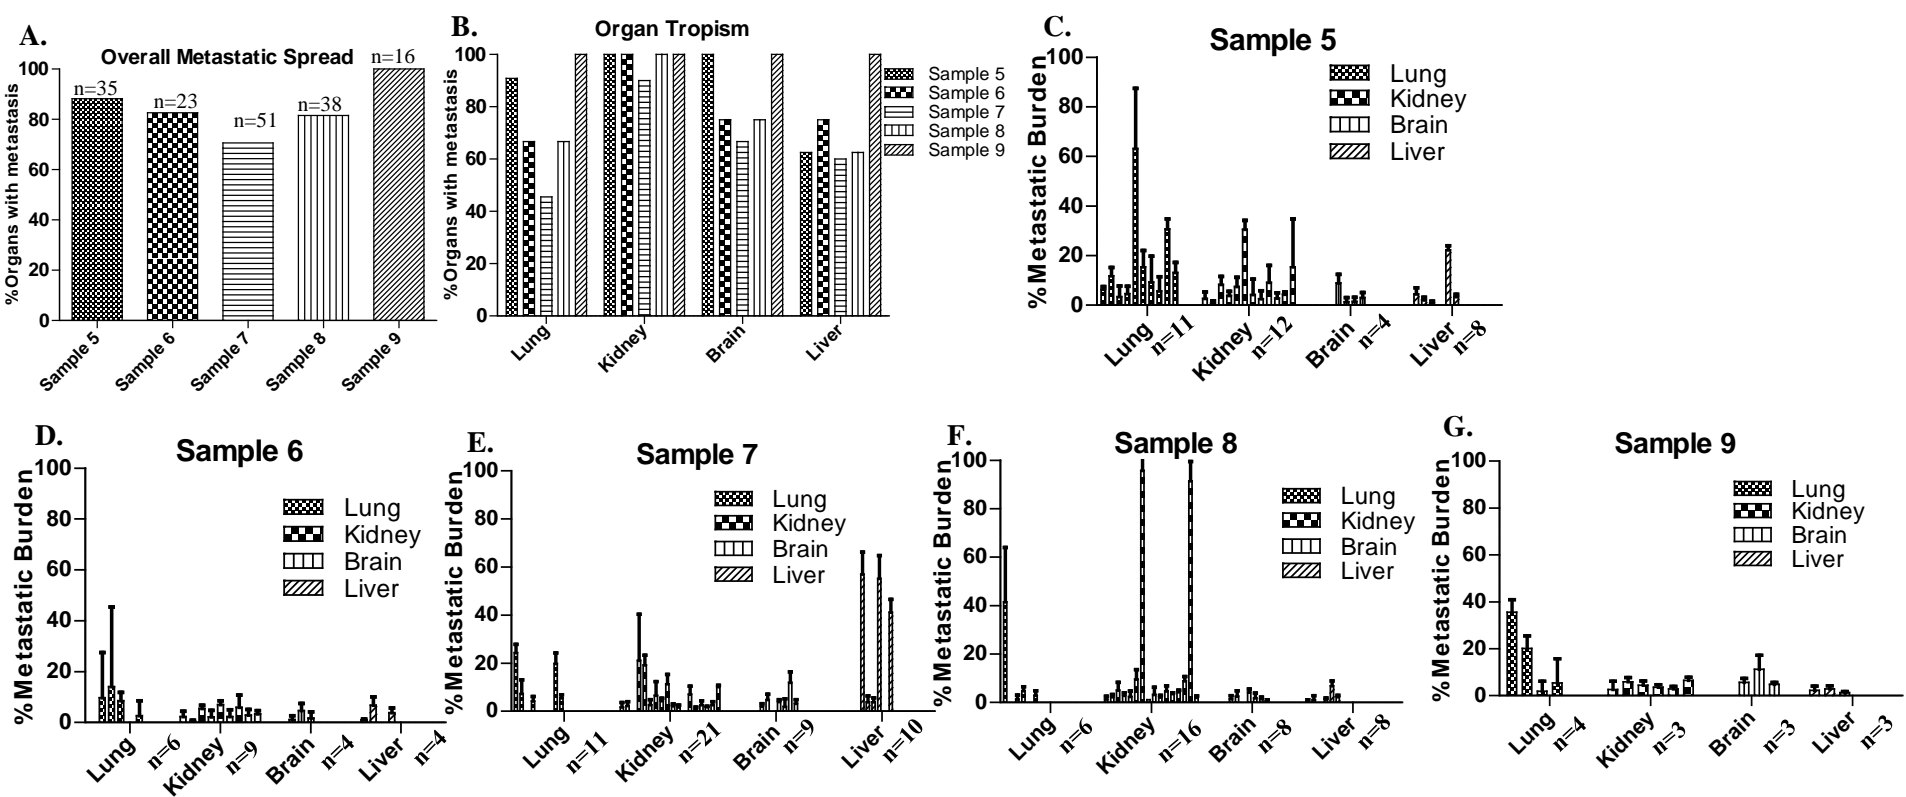 A.
Overall Metastatic Spread
%Organs with metastasis
100
80
60
40
20
0
n=35
n=23
n=51
n=38
n=16
Sample 5
Sample 6
Sample 7
Sample 8
Sample 9
B.
Organ Tropism
%Organs with metastasis
100
80
60
40
20
0
Lung
Kidney
Brain
Liver
Sample 5
Sample 6
Sample 7
Sample 8
Sample 9
C.
Sample 5
%Metastatic Burden
100
80
60
40
20
0
Lung
Kidney
Brain
Liver
Lung n=11
Kidney n=12
Brain n=4
Liver n=8
D.
Sample 6
%Metastatic Burden
100
80
60
40
20
0
Lung
Kidney
Brain
Liver
Lung n=6
Kidney n=9
Brain n=4
Liver n=4
E.
Sample 7
%Metastatic Burden
100
80
60
40
20
0
Lung
Kidney
Brain
Liver
Lung n=11
Kidney n=21
Brain n=9
Liver n=10
F.
Sample 8
%Metastatic Burden
100
80
60
40
20
0
Lung
Kidney
Brain
Liver
Lung n=6
Kidney n=16
Brain n=8
Liver n=8
G.
Sample 9
%Metastatic Burden
100
80
60
40
20
0
Lung
Kidney
Brain
Liver
Lung n=4
Kidney n=3
Brain n=3
Liver n=3